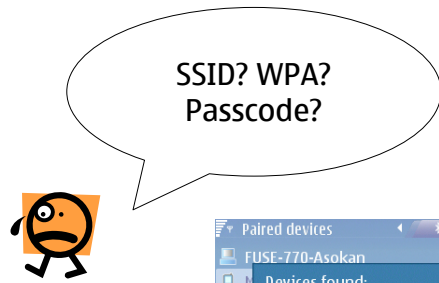 SSID? WPA?
Passcode?
Paired devices
FUSE-770-Asokan
Devices found: